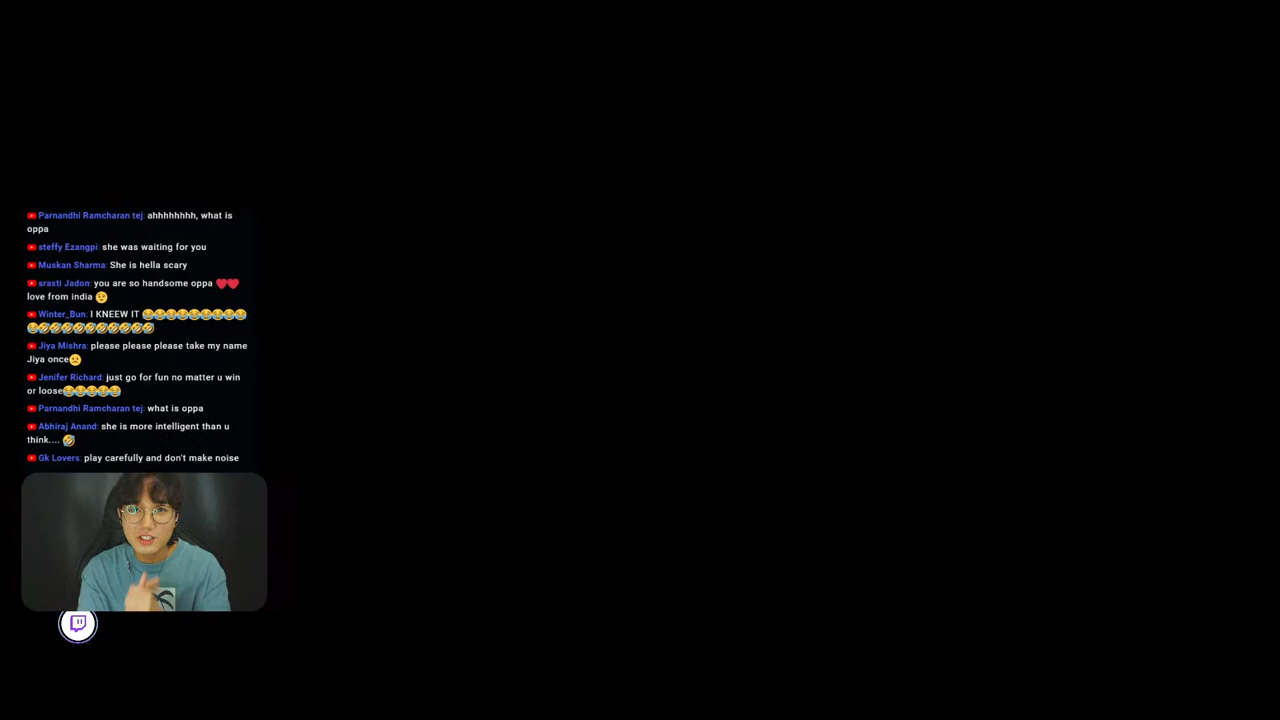 Parnandhi Ramcharan tej: ahhhhhhhh, what is
oppa
steffy Ezangpi: she was waiting for you
Muskan Sharma: She is hella scary
srasti Jadon: you are so handsome oppa ❤️❤️
love from india 😉
Winter_Bun: I KNEEW IT 😂😂😂😂😂😂😂😂😂
😂🤣🤣🤣🤣🤣🤣🤣🤣🤣🤣
Jiya Mishra: please please please take my name
Jiya once🙁
Jenifer Richard: just go for fun no matter u win
or loose😂😂😂😂😂
Parnandhi Ramcharan tej: what is oppa
Abhiraj Anand: she is more intelligent than u
think.... 🤣
Gk Lovers: play carefully and don't make noise